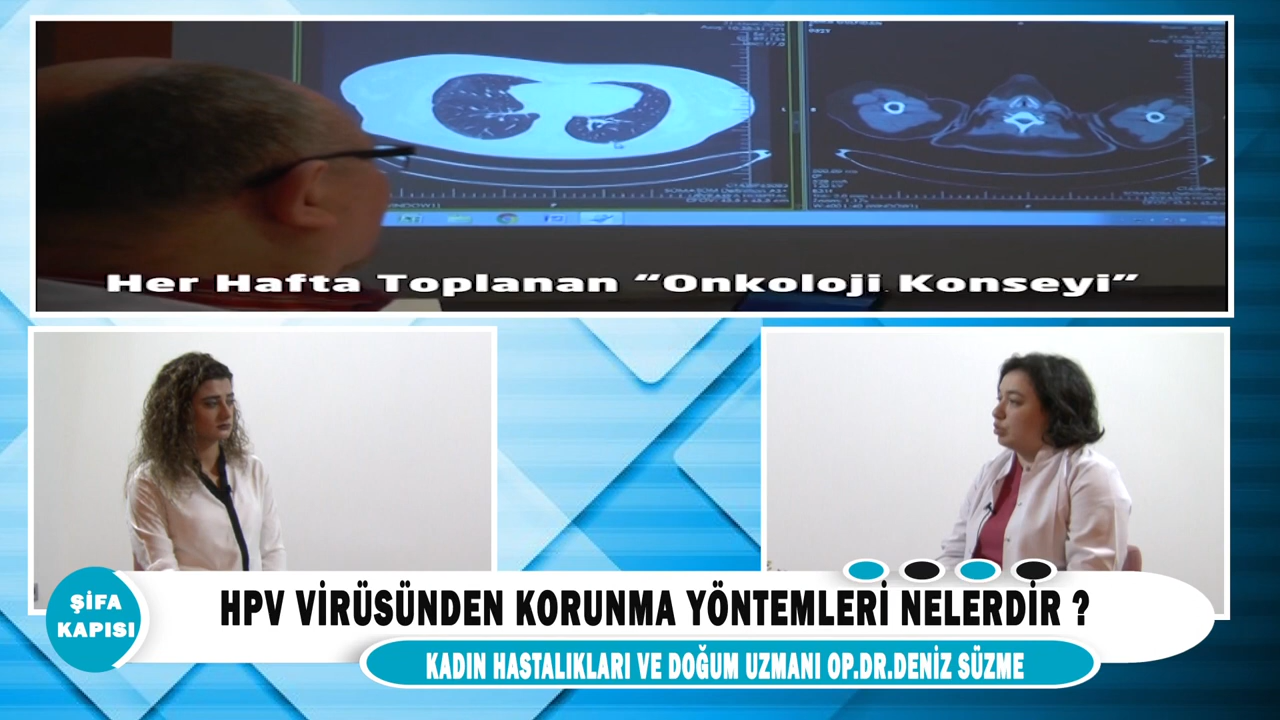 Her Hafta Toplanan “Onkoloji Konseyi”
ŞİFA
KAPISI
HPV VİRÜSÜNDEN KORUNMA YÖNTEMLERİ NELERDİR ?
KADIN HASTALIKLARI VE DOĞUM UZMANI OP.DR.DENİZ SÜZME